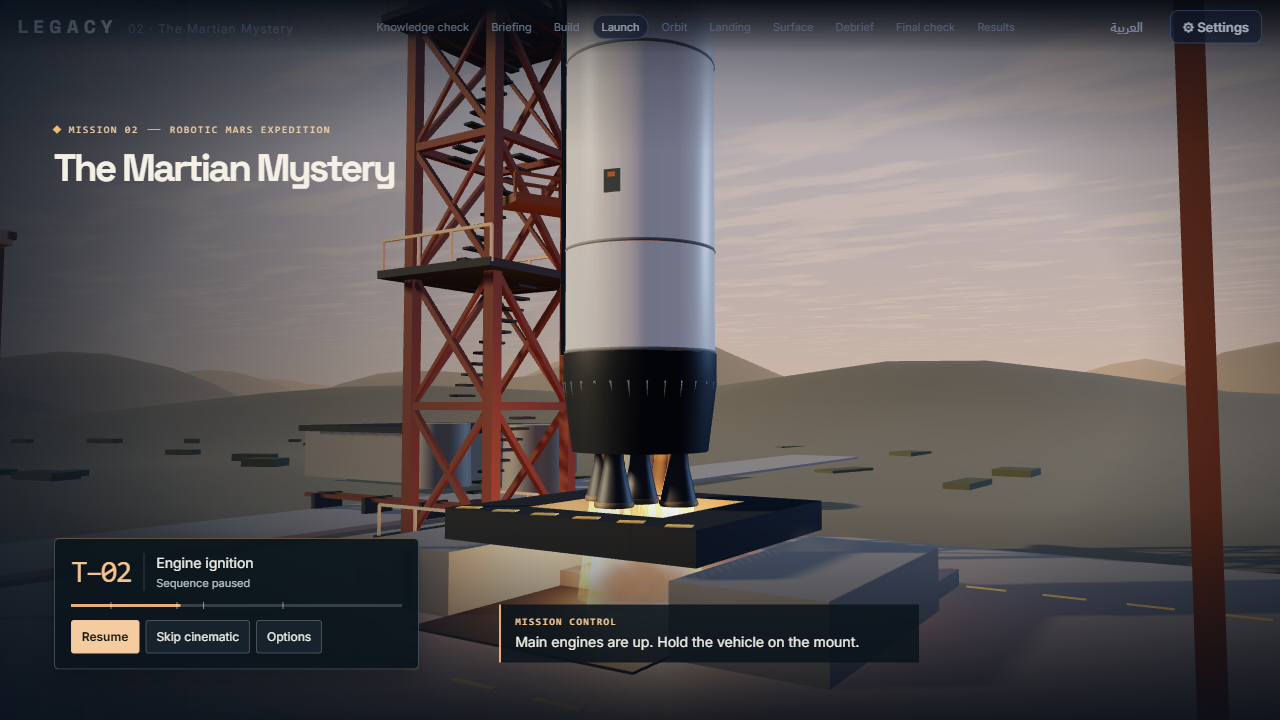 LEGACY 02 · The Martian Mystery Knowledge check Briefing Build Launch Orbit Landing Surface Debrief Final check Results العربية ⚙ Settings
◆ MISSION 02 — ROBOTIC MARS EXPEDITION
The Martian Mystery
T–02 Engine ignition
Sequence paused
Resume Skip cinematic Options
MISSION CONTROL
Main engines are up. Hold the vehicle on the mount.